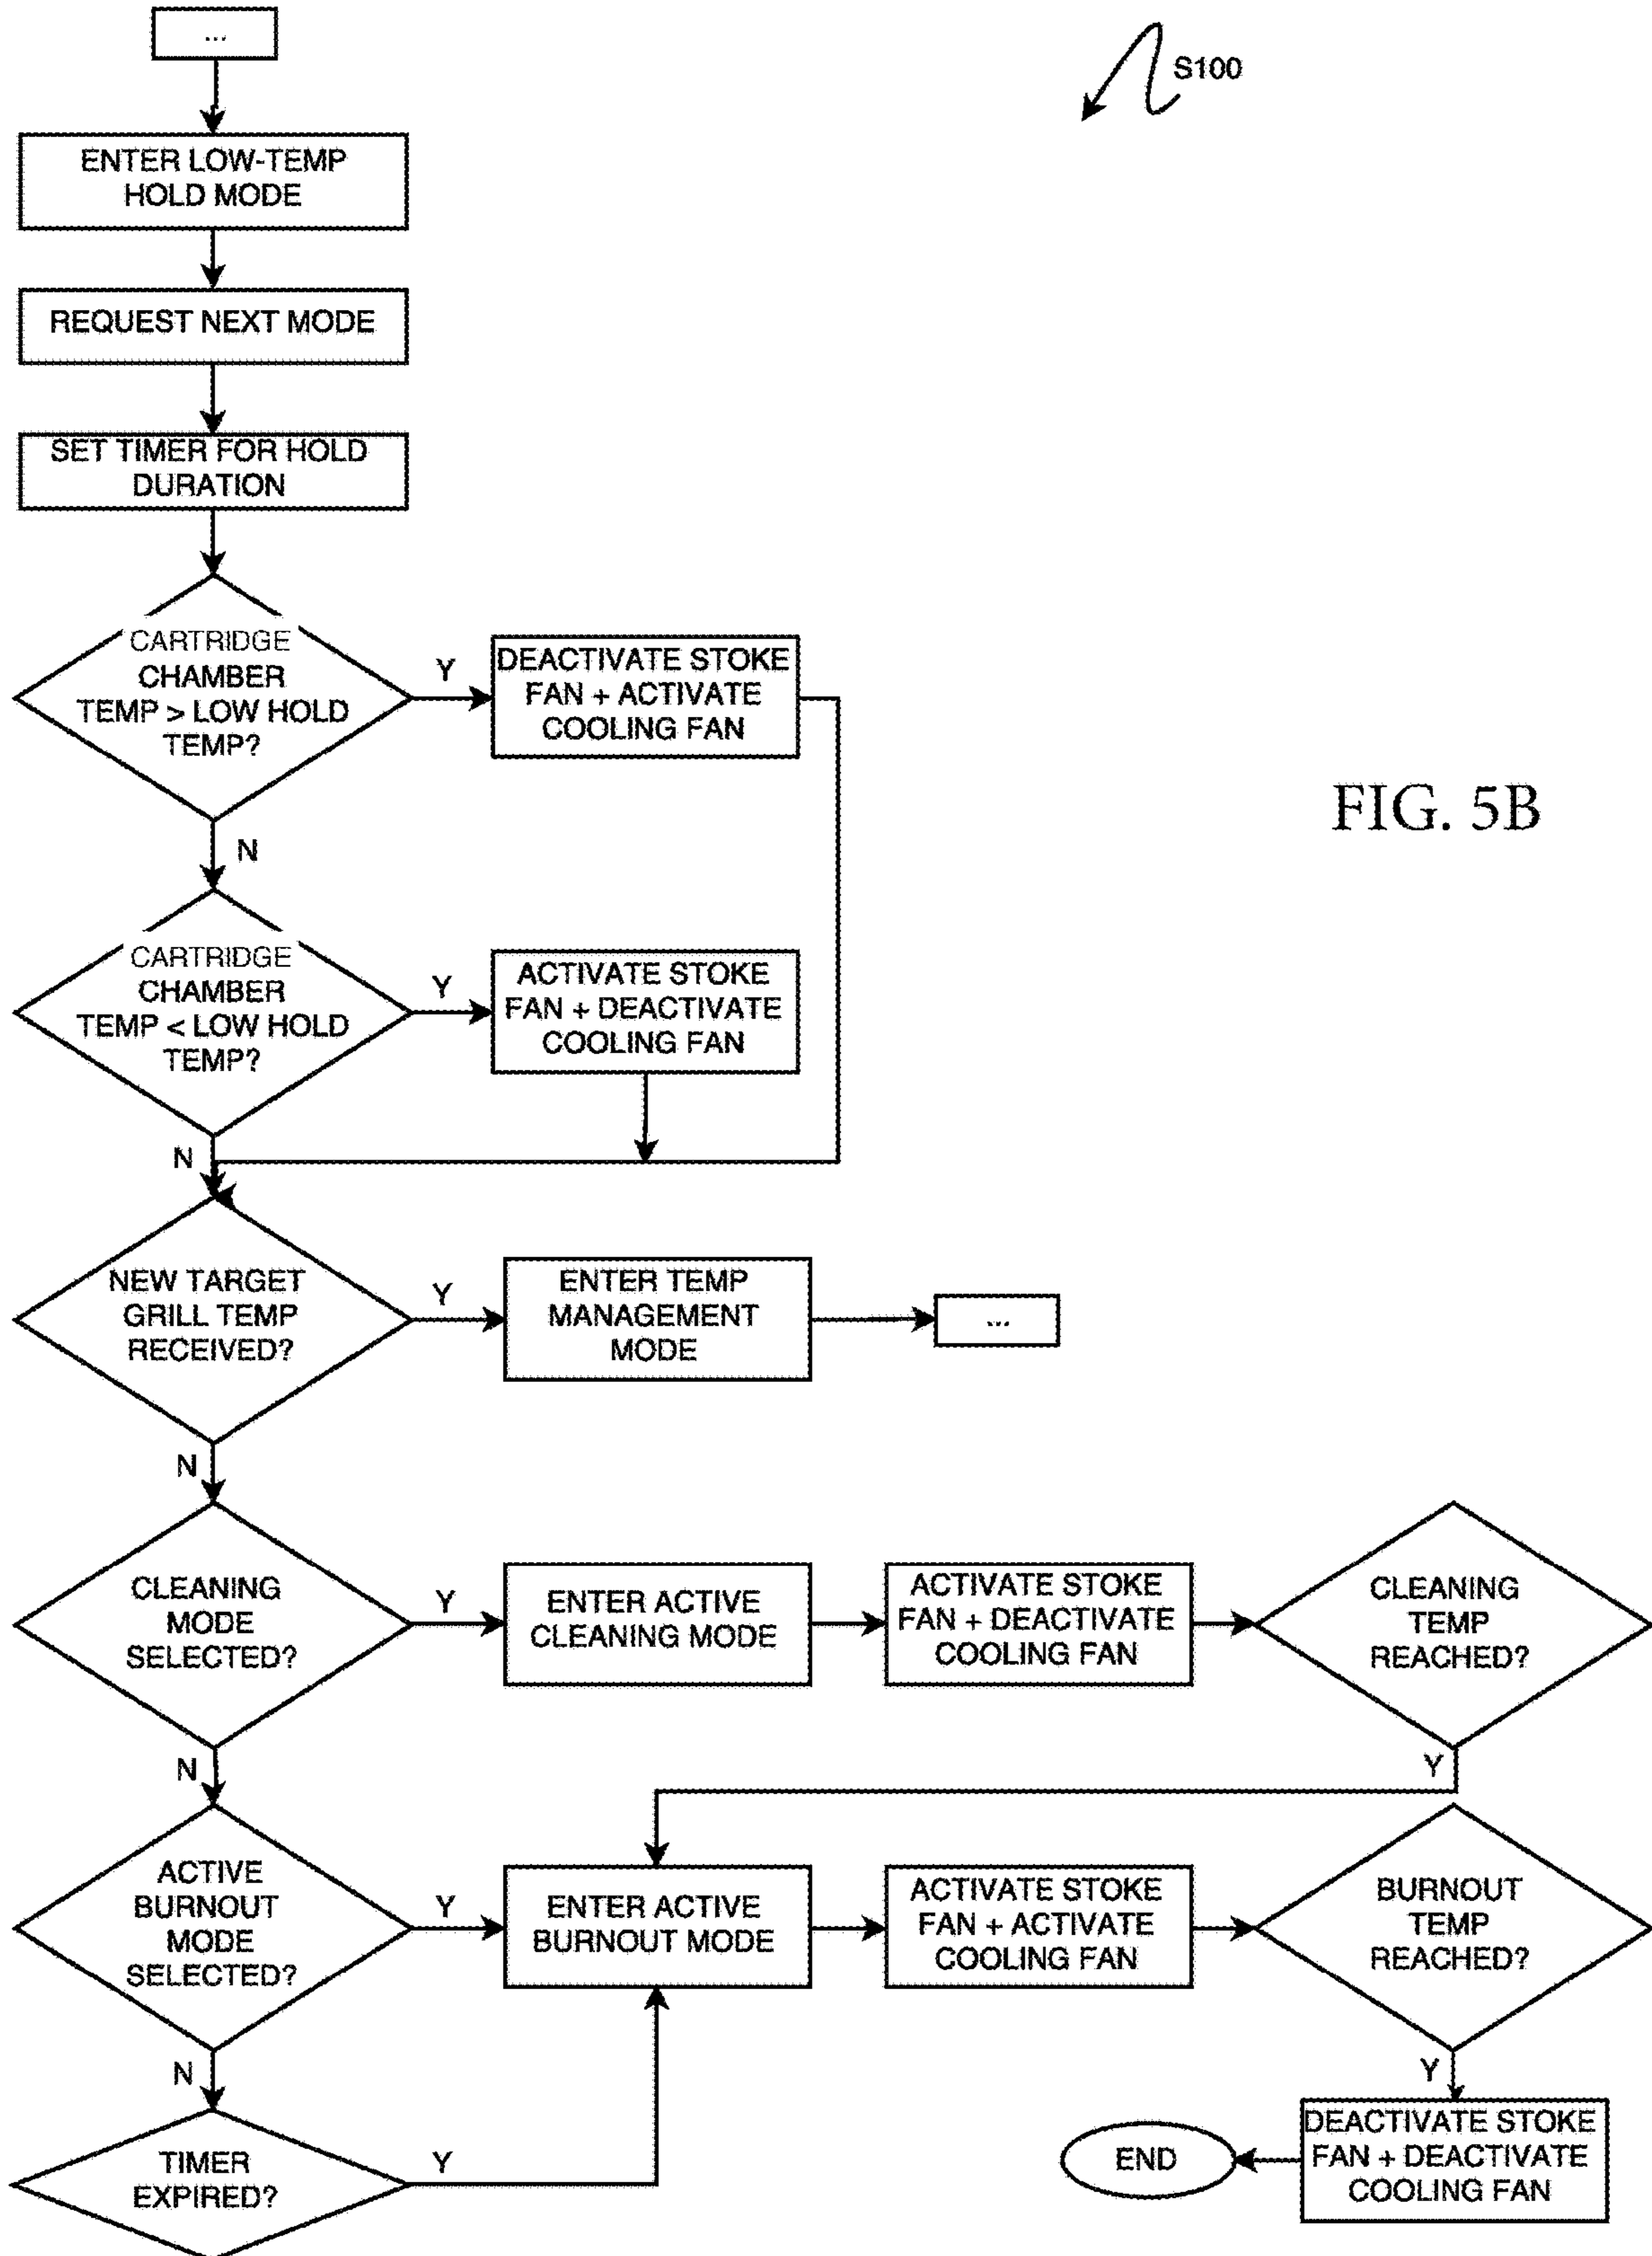 ...
S100
ENTER LOW-TEMP
HOLD MODE
REQUEST NEXT MODE
SET TIMER FOR HOLD
DURATION
CARTRIDGE
CHAMBER
TEMP > LOW HOLD
TEMP?
Y
DEACTIVATE STOKE
FAN + ACTIVATE
COOLING FAN
FIG. 5B
N
CARTRIDGE
CHAMBER
TEMP < LOW HOLD
TEMP?
Y
ACTIVATE STOKE
FAN + DEACTIVATE
COOLING FAN
N
NEW TARGET
GRILL TEMP
RECEIVED?
Y
ENTER TEMP
MANAGEMENT
MODE
...
N
CLEANING
MODE
SELECTED?
Y
ENTER ACTIVE
CLEANING MODE
ACTIVATE STOKE
FAN + DEACTIVATE
COOLING FAN
CLEANING
TEMP
REACHED?
Y
N
ACTIVE
BURNOUT
MODE
SELECTED?
Y
ENTER ACTIVE
BURNOUT MODE
ACTIVATE STOKE
FAN + ACTIVATE
COOLING FAN
BURNOUT
TEMP
REACHED?
Y
N
TIMER
EXPIRED?
Y
DEACTIVATE STOKE
FAN + DEACTIVATE
COOLING FAN
END